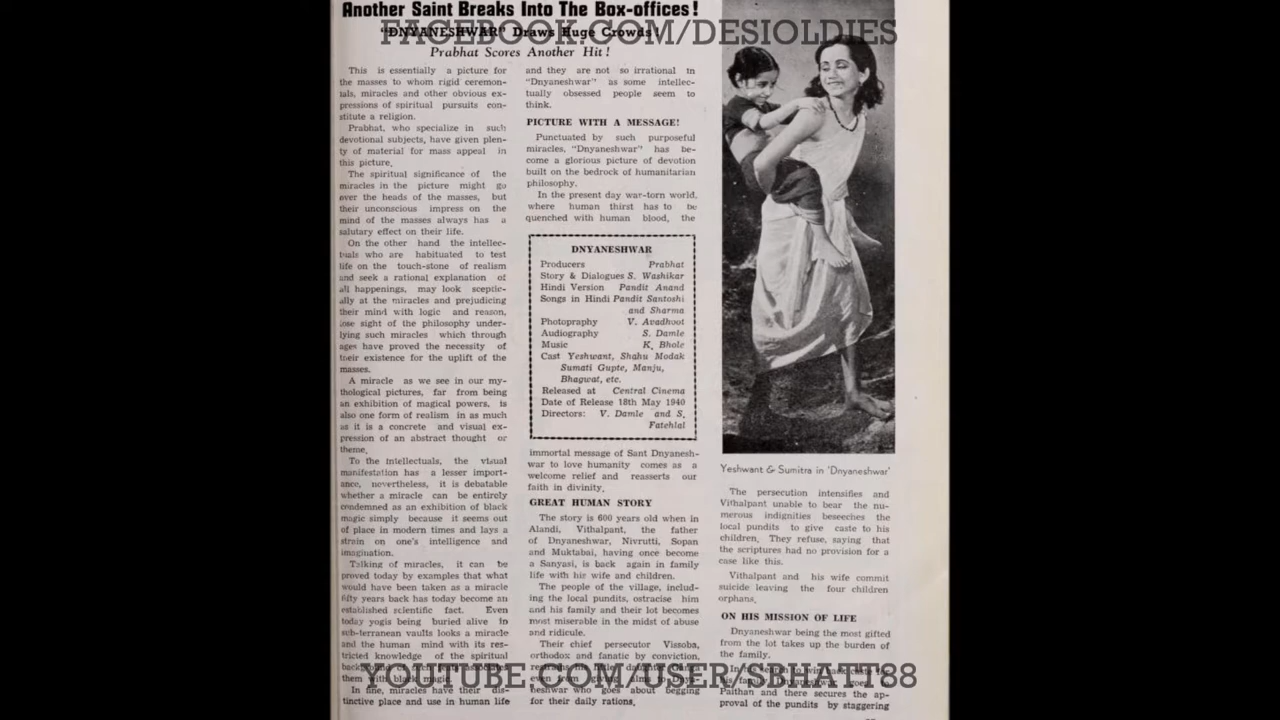 Another Saint Breaks Into The Box-offices!
FACEBOOK.COM/DESIOLDIES
"DNYANESHWAR" Draws Huge Crowds!
Prabhat Scores Another Hit!
This is essentially a picture for
the masses to whom rigid ceremon-
ials, miracles and other obvious ex-
pressions of spiritual pursuits con-
stitute a religion.
Prabhat, who specialize in such
devotional subjects, have given plen-
ty of material for mass appeal in
this picture.
The spiritual significance of the
miracles in the picture might go
over the heads of the masses, but
their unconscious impress on the
mind of the masses always has a
salutary effect on their life.
On the other hand the intellec-
tuals who are habituated to test
life on the touch-stone of realism
and seek a rational explanation of
all happenings, may look sceptic-
ally at the miracles and prejudicing
their mind with logic and reason,
lose sight of the philosophy under-
lying such miracles which through
ages have proved the necessity of
their existence for the uplift of the
masses.
A miracle as we see in our my-
thological pictures, far from being
an exhibition of magical powers, is
also one form of realism in as much
as it is a concrete and visual ex-
pression of an abstract thought or
theme.
To the intellectuals, the visual
manifestation has a lesser import-
ance, nevertheless, it is debatable
whether a miracle can be entirely
condemned as an exhibition of black
magic simply because it seems out
of place in modern times and lays a
strain on one's intelligence and
imagination.
Talking of miracles, it can be
proved today by examples that what
would have been taken as a miracle
fifty years back has today become an
established scientific fact. Even
today yogis being buried alive in
sub-terranean vaults looks a miracle
and the human mind with its res-
tricted knowledge of the spiritual
them with black magic.
In fine, miracles have their dis-
tinctive place and use in human life
and they are not so irrational in
"Dnyaneshwar" as some intellec-
tually obsessed people seem to
think.
PICTURE WITH A MESSAGE!
Punctuated by such purposeful
miracles, "Dnyaneshwar" has be-
come a glorious picture of devotion
built on the bedrock of humanitarian
philosophy.
In the present day war-torn world,
where human thirst has to be
quenched with human blood, the
DNYANESHWAR
Producers Prabhat
Story & Dialogues S. Washikar
Hindi Version Pandit Anand
Songs in Hindi Pandit Santoshi
and Sharma
Photopraphy V. Avadhoot
Audiography S. Damle
Music K. Bhole
Cast Yeshwant, Shahu Modak
Sumati Gupte, Manju,
Bhagwat, etc.
Released at Central Cinema
Date of Release 18th May 1940
Directors: V. Damle and S.
Fatehlal
immortal message of Sant Dnyanesh-
war to love humanity comes as a
welcome relief and reasserts our
faith in divinity.
GREAT HUMAN STORY
The story is 600 years old when in
Alandi, Vithalpant, the father
of Dnyaneshwar, Nivrutti, Sopan
and Muktabai, having once become
a Sanyasi, is back again in family
life with his wife and children.
The people of the village, includ-
ing the local pundits, ostracise him
and his family and their lot becomes
most miserable in the midst of abuse
and ridicule.
Their chief persecutor Vissoba,
orthodox and fanatic by conviction,
even from giving alms to Dnya-
neshwar who goes about begging
for their daily rations.
Yeshwant & Sumitra in 'Dnyaneshwar'
The persecution intensifies and
Vithalpant unable to bear the nu-
merous indignities beseeches the
local pundits to give caste to his
children. They refuse, saying that
the scriptures had no provision for a
case like this.
Vithalpant and his wife commit
suicide leaving the four children
orphans.
ON HIS MISSION OF LIFE
Dnyaneshwar being the most gifted
from the lot takes up the burden of
the family.
his family, Dnyaneshwar goes to
Paithan and there secures the ap-
proval of the pundits by staggering
YOUTUBE.COM/USER/SBHATT88